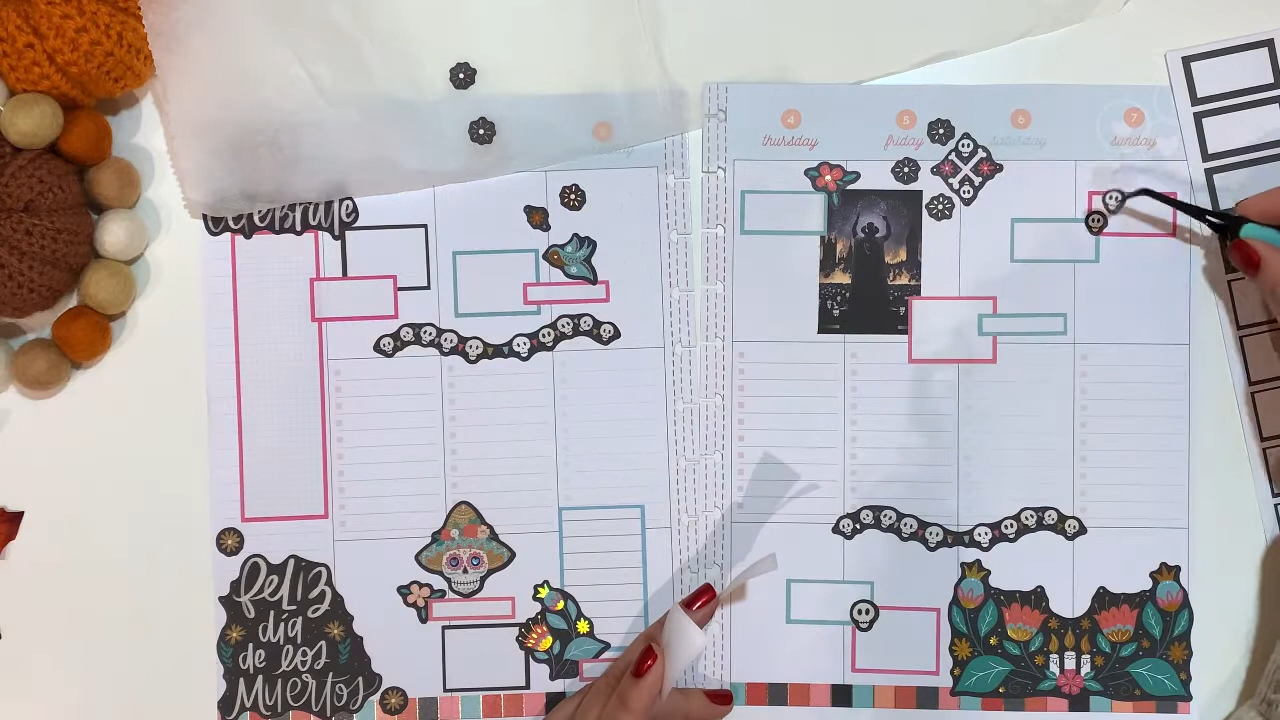 4 5 6 7
thursday friday saturday sunday
celebrate
feliz
día
de los
Muertos